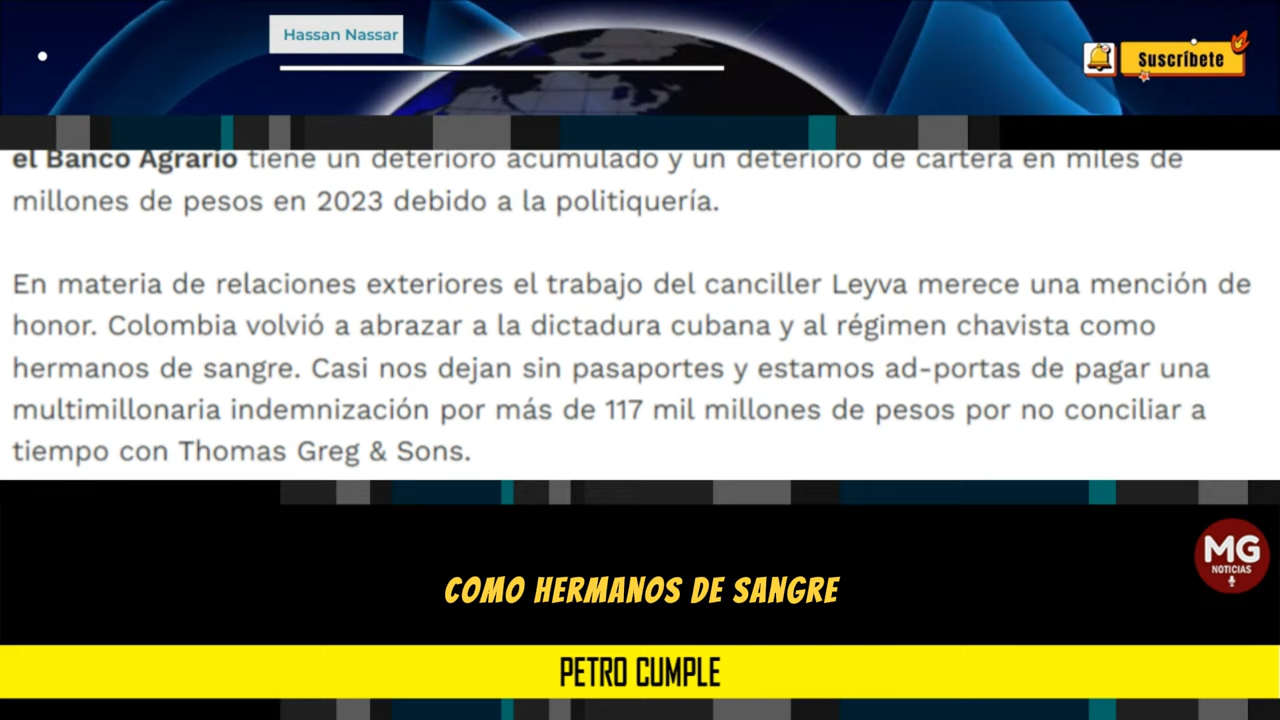 Hassan Nassar
Suscríbete
el Banco Agrario tiene un deterioro acumulado y un deterioro de cartera en miles de
millones de pesos en 2023 debido a la politiquería.
En materia de relaciones exteriores el trabajo del canciller Leyva merece una mención de
honor. Colombia volvió a abrazar a la dictadura cubana y al régimen chavista como
hermanos de sangre. Casi nos dejan sin pasaportes y estamos ad-portas de pagar una
multimillonaria indemnización por más de 117 mil millones de pesos por no conciliar a
tiempo con Thomas Greg & Sons.
MG
NOTICIAS
COMO HERMANOS DE SANGRE
PETRO CUMPLE